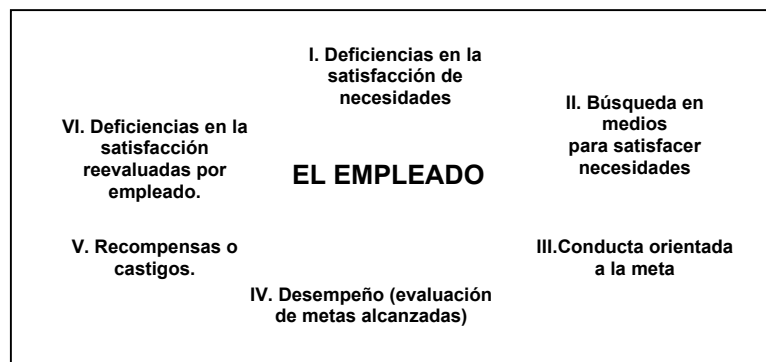 I. Deficiencias en la
satisfacción de
necesidades
II. Búsqueda en
medios
para satisfacer
necesidades
VI. Deficiencias en la
satisfacción
reevaluadas por
empleado.
EL EMPLEADO
V. Recompensas o
castigos.
III.Conducta orientada
a la meta
IV. Desempeño (evaluación
de metas alcanzadas)